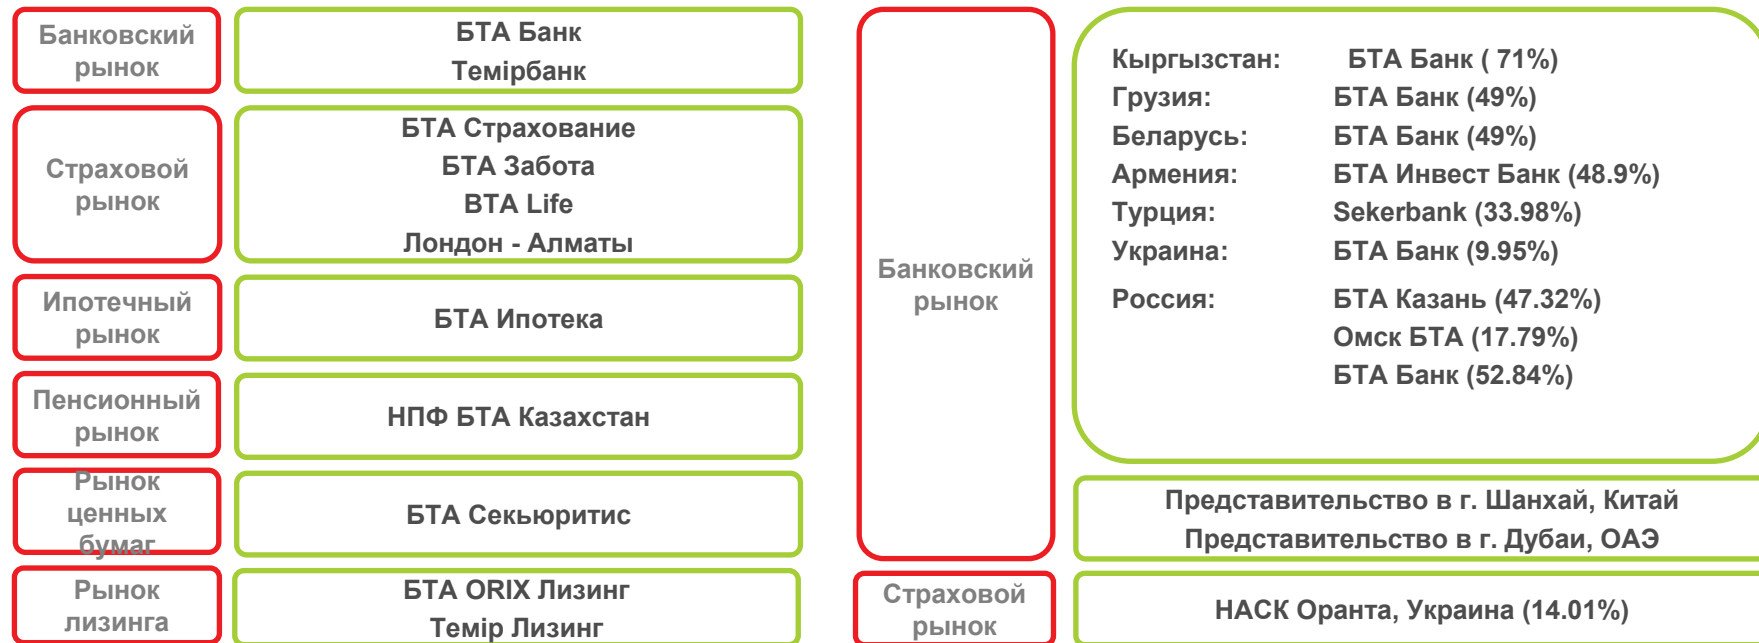 Банковский
рынок
БТА Банк
Темірбанк
Страховой
рынок
БТА Страхование
БТА Забота
BTA Life
Лондон - Алматы
Ипотечный
рынок
БТА Ипотека
Пенсионный
рынок
НПФ БТА Казахстан
Рынок
ценных
бумаг
БТА Секьюритис
Рынок
лизинга
БТА ORIX Лизинг
Темір Лизинг
Банковский
рынок
Кыргызстан: БТА Банк ( 71%)
Грузия: БТА Банк (49%)
Беларусь: БТА Банк (49%)
Армения: БТА Инвест Банк (48.9%)
Турция: Sekerbank (33.98%)
Украина: БТА Банк (9.95%)
Россия: БТА Казань (47.32%)
Омск БТА (17.79%)
БТА Банк (52.84%)
Представительство в г. Шанхай, Китай
Представительство в г. Дубаи, ОАЭ
Страховой
рынок
НАСК Оранта, Украина (14.01%)